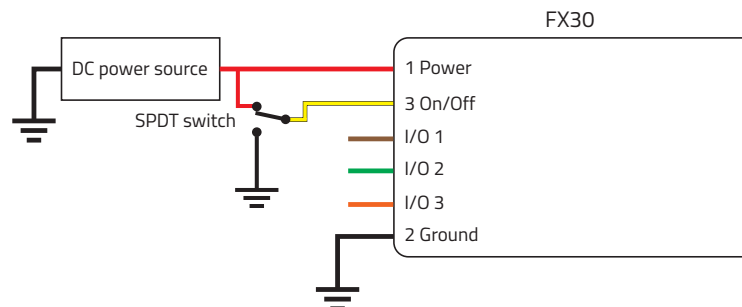 FX30
DC power source
1 Power
3 On/Off
SPDT switch
I/O 1
I/O 2
I/O 3
2 Ground